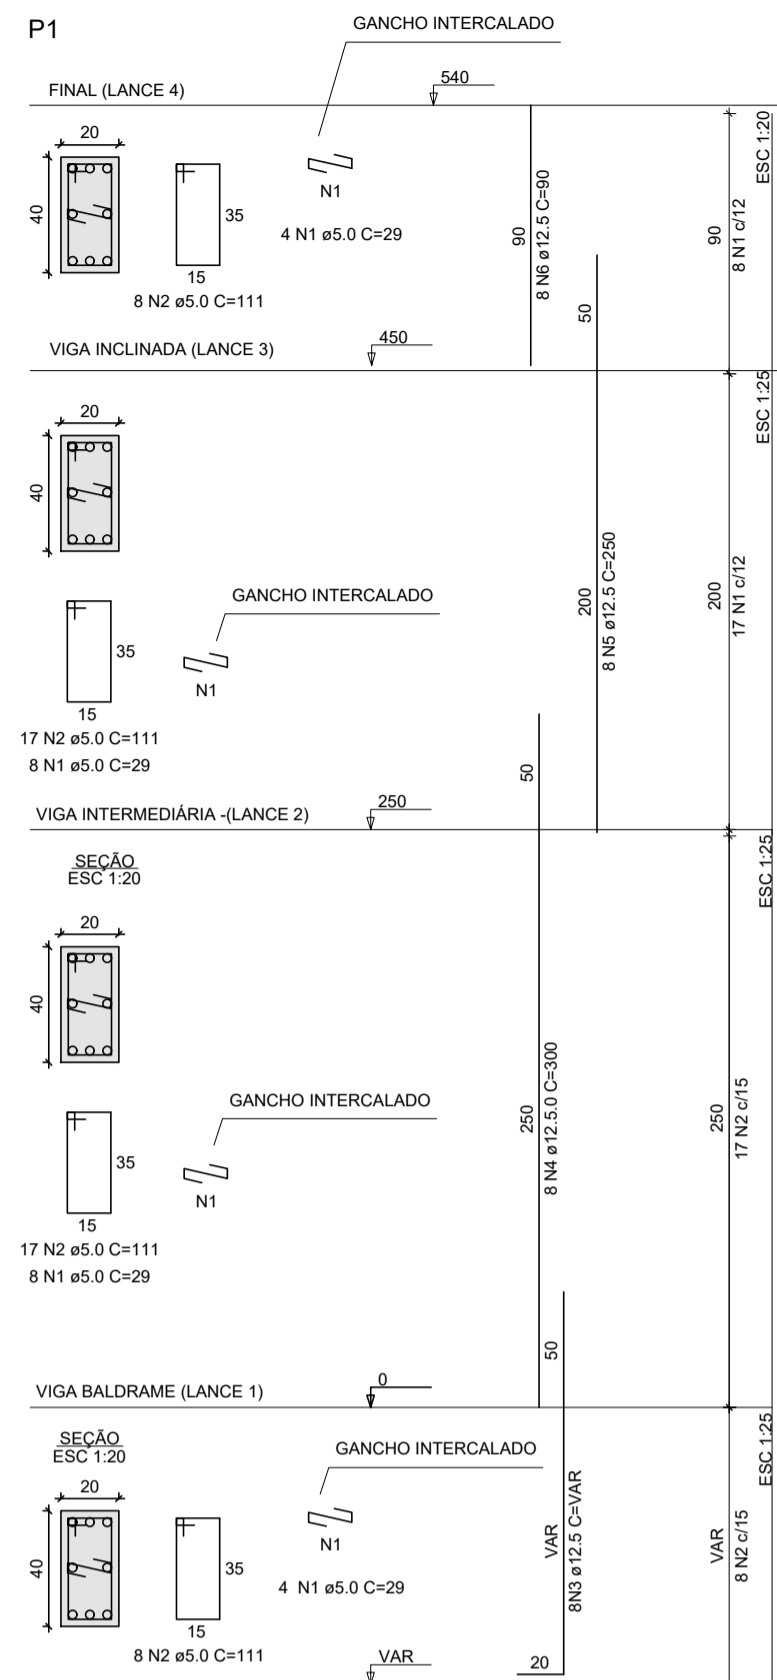 P1
GANCHO INTERCALADO
FINAL (LANCE 4)
540
20
40
15
35
8 N2 ø5.0 C=111
N1
4 N1 ø5.0 C=29
90
8 N6 ø12.5 C=90
50
90
8 N1 c/12
ESC 1:20
VIGA INCLINADA (LANCE 3)
450
20
40
35
15
17 N2 ø5.0 C=111
8 N1 ø5.0 C=29
GANCHO INTERCALADO
N1
50
200
8 N5 ø12.5 C=250
200
17 N1 c/12
ESC 1:25
VIGA INTERMEDIÁRIA -(LANCE 2)
250
SEÇÃO
ESC 1:20
20
40
35
15
17 N2 ø5.0 C=111
8 N1 ø5.0 C=29
GANCHO INTERCALADO
N1
250
8 N4 ø12.5.0 C=300
50
250
17 N2 c/15
ESC 1:25
VIGA BALDRAME (LANCE 1)
0
SEÇÃO
ESC 1:20
20
40
35
15
8 N2 ø5.0 C=111
GANCHO INTERCALADO
N1
4 N1 ø5.0 C=29
VAR
VAR
8N3 ø12.5 C=VAR
20
VAR
8 N2 c/15
ESC 1:25